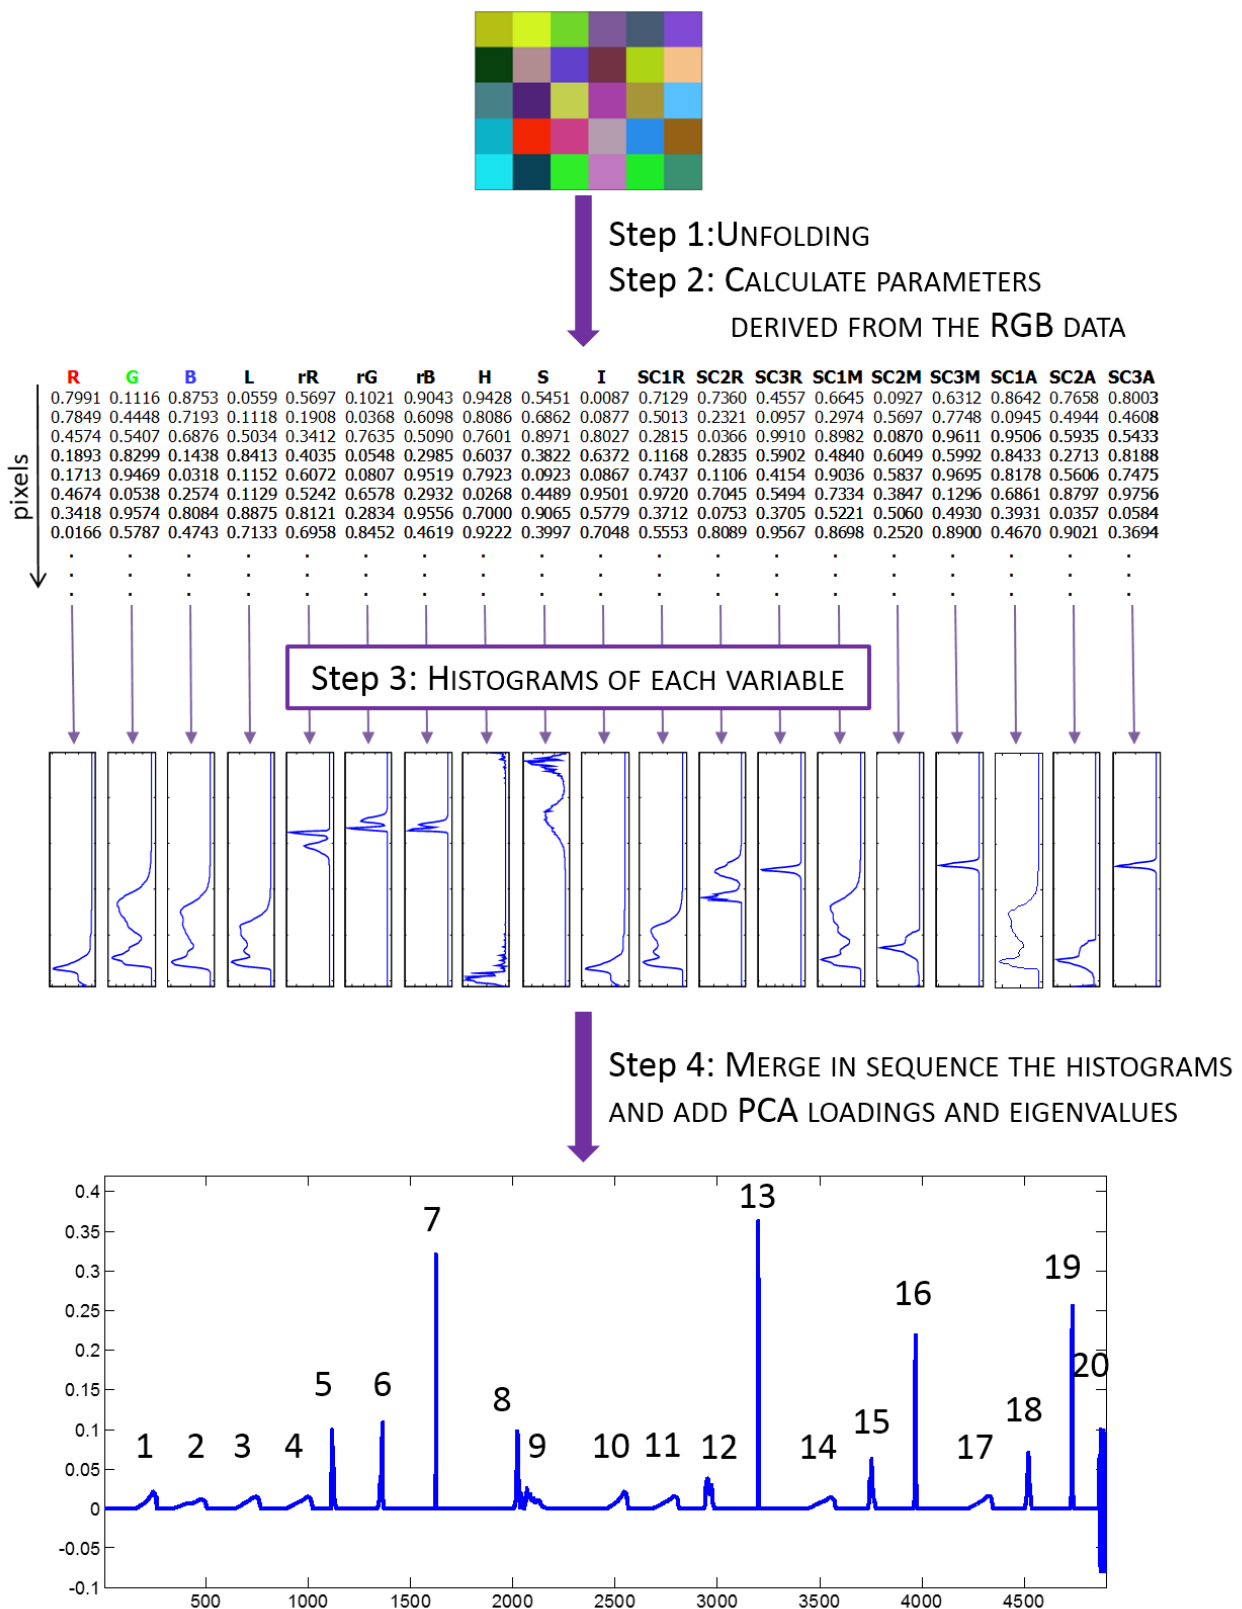 Step 1:UNFOLDING
Step 2: CALCULATE PARAMETERS
DERIVED FROM THE RGB DATA
R G B L rR rG rB H S I SC1R SC2R SC3R SC1M SC2M SC3M SC1A SC2A SC3A
0.7991 0.1116 0.8753 0.0559 0.5697 0.1021 0.9043 0.9428 0.5451 0.0087 0.7129 0.7360 0.4557 0.6645 0.0927 0.6312 0.8642 0.7658 0.8003
0.7849 0.4448 0.7193 0.1118 0.1908 0.0368 0.6098 0.8086 0.6862 0.0877 0.5013 0.2321 0.0957 0.2974 0.5697 0.7748 0.0945 0.4944 0.4608
0.4574 0.5407 0.6876 0.5034 0.3412 0.7635 0.5090 0.7601 0.8971 0.8027 0.2815 0.0366 0.9910 0.8982 0.0870 0.9611 0.9506 0.5935 0.5433
0.1893 0.8299 0.1438 0.8413 0.4035 0.0548 0.2985 0.6037 0.3822 0.6372 0.1168 0.2835 0.5902 0.4840 0.6049 0.5992 0.8433 0.2713 0.8188
0.1713 0.9469 0.0318 0.1152 0.6072 0.0807 0.9519 0.7923 0.0923 0.0867 0.7437 0.1106 0.4154 0.9036 0.5837 0.9695 0.8178 0.5606 0.7475
0.4674 0.0538 0.2574 0.1129 0.5242 0.6578 0.2932 0.0268 0.4489 0.9501 0.9720 0.7045 0.5494 0.7334 0.3847 0.1296 0.6861 0.8797 0.9756
0.3418 0.9574 0.8084 0.8875 0.8121 0.2834 0.9556 0.7000 0.9065 0.5779 0.3712 0.0753 0.3705 0.5221 0.5060 0.4930 0.3931 0.0357 0.0584
0.0166 0.5787 0.4743 0.7133 0.6958 0.8452 0.4619 0.9222 0.3997 0.7048 0.5553 0.8089 0.9567 0.8698 0.2520 0.8900 0.4670 0.9021 0.3694
pixels
Step 3: HISTOGRAMS OF EACH VARIABLE
Step 4: MERGE IN SEQUENCE THE HISTOGRAMS
AND ADD PCA LOADINGS AND EIGENVALUES
0.4
0.35
0.3
0.25
0.2
0.15
0.1
0.05
0
-0.05
-0.1
1 2 3 4 5 6 7 8 9 10 11 12 13 14 15 16 17 18 19 20
500 1000 1500 2000 2500 3000 3500 4000 4500